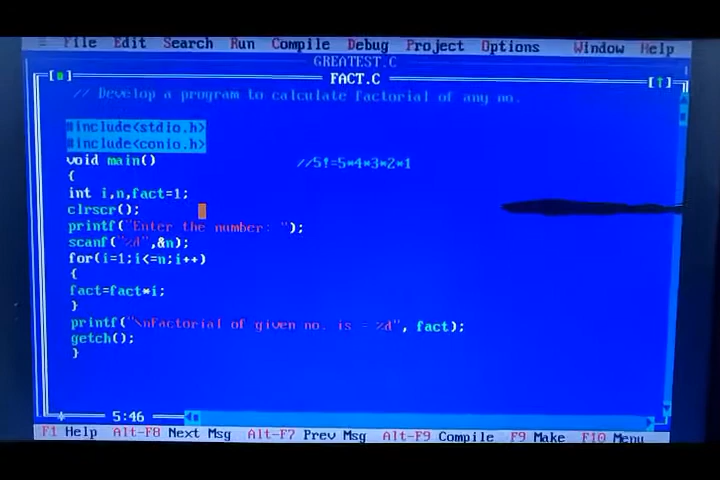 ≡ File Edit Search Run Compile Debug Project Options Window Help
GREATEST.C
FACT.C
// Develop a program to calculate factorial of any no.
#include<stdio.h>
#include<conio.h>
void main() //5!=5*4*3*2*1
{
int i,n,fact=1;
clrscr();
printf("Enter the number: ");
scanf("%d",&n);
for(i=1;i<=n;i++)
{
fact=fact*i;
}
printf("\nFactorial of given no. is = %d", fact);
getch();
}
5:46
F1 Help Alt-F8 Next Msg Alt-F7 Prev Msg Alt-F9 Compile F9 Make F10 Menu